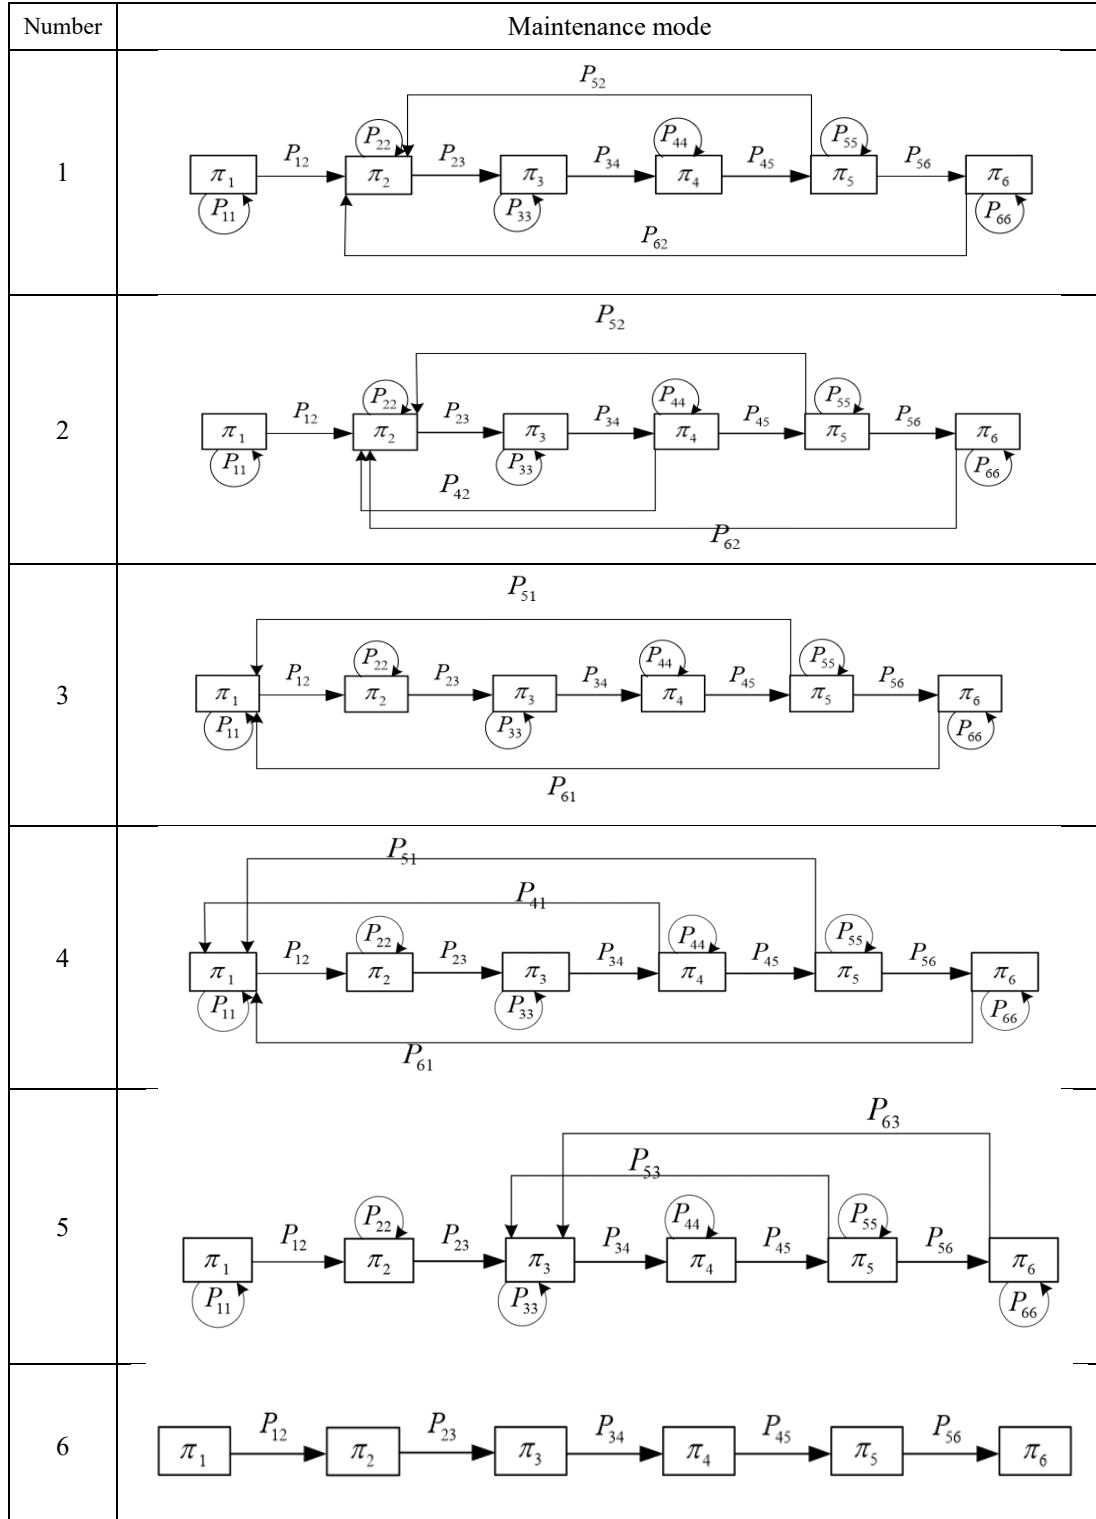 Number Maintenance mode
P52
P22 P44 P55
P12 P23 P34 P45 P56
1 π1 π2 π3 π4 π5 π6
P11 P33 P66
P62
P52
P22 P44 P55
P12 P23 P34 P45 P56
2 π1 π2 π3 π4 π5 π6
P11 P33 P66
P42
P62
P51
P22 P44 P55
P12 P23 P34 P45 P56
3 π1 π2 π3 π4 π5 π6
P11 P33 P66
P61
P51
P41
P22 P44 P55
P12 P23 P34 P45 P56
4 π1 π2 π3 π4 π5 π6
P11 P33 P66
P61
P63
P53
P22 P44 P55
P12 P23 P34 P45 P56
5 π1 π2 π3 π4 π5 π6
P11 P33 P66
P12 P23 P34 P45 P56
6 π1 π2 π3 π4 π5 π6